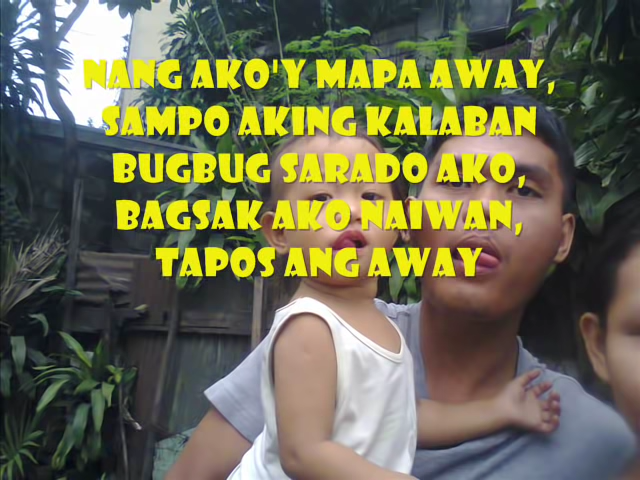 NANG AKO'Y MAPA AWAY,
SAMPO AKING KALABAN
BUGBUG SARADO AKO,
BAGSAK AKO NAIWAN,
TAPOS ANG AWAY